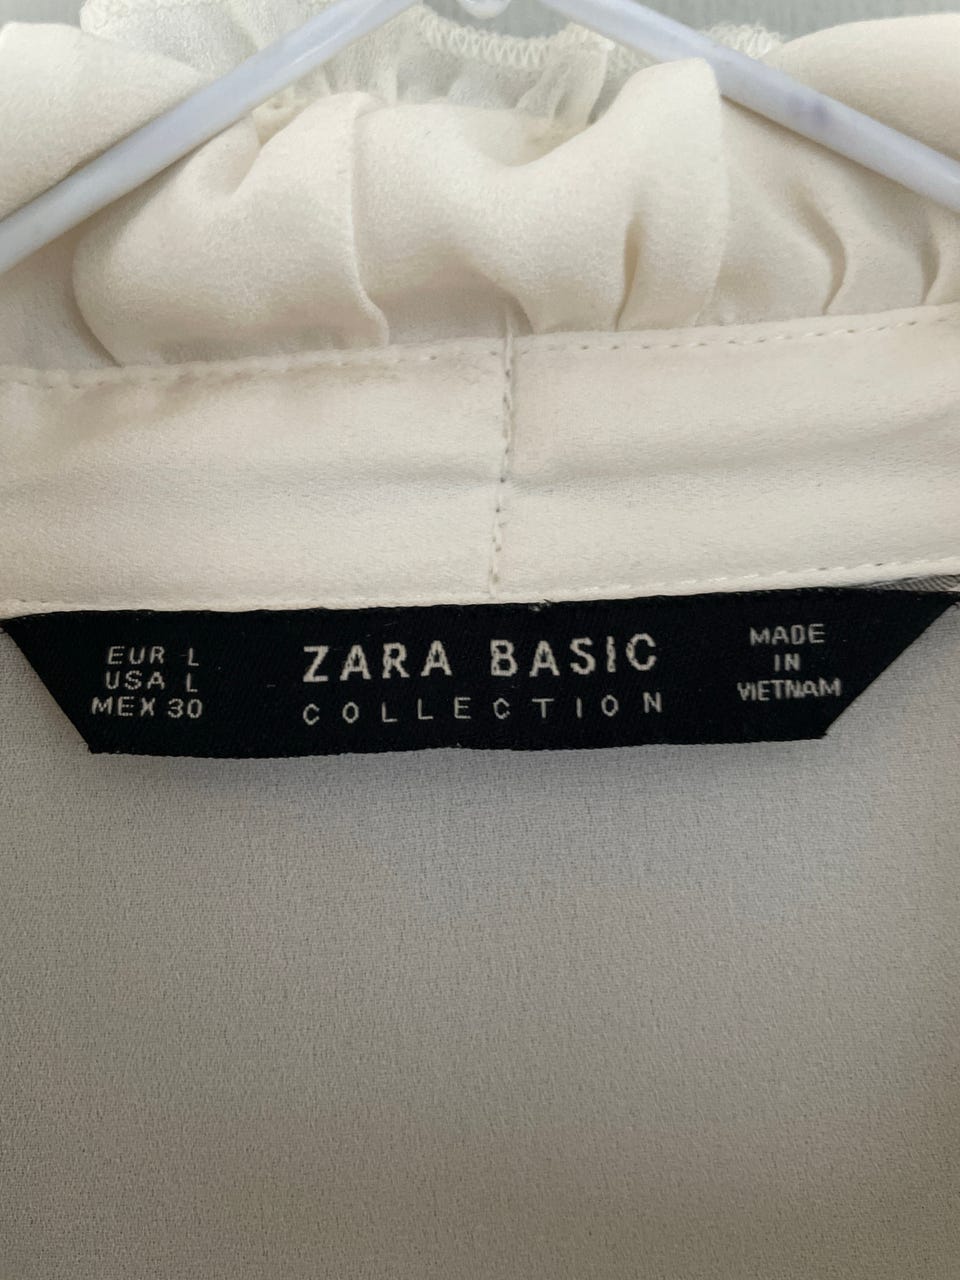 EUR L
USA L
MEX 30
ZARA BASIC
COLLECTION
MADE
IN
VIETNAM